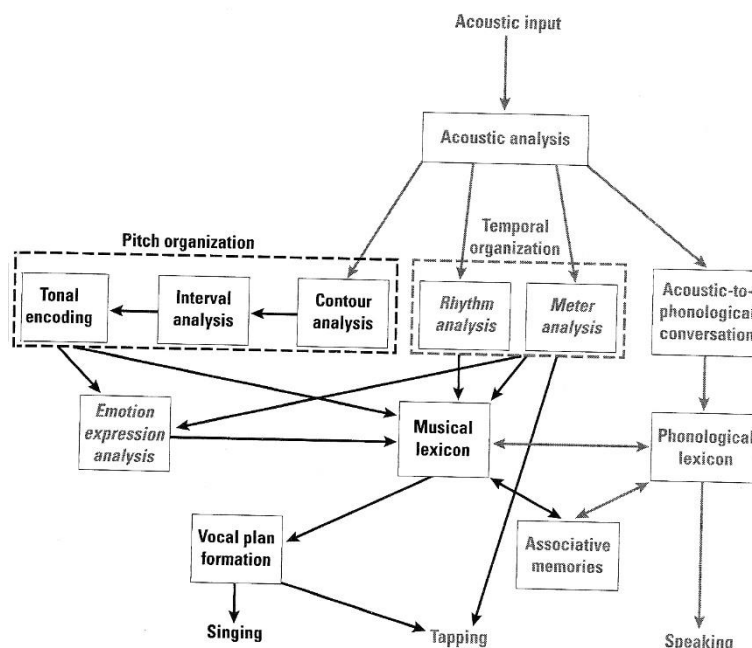 Acoustic input
Acoustic analysis
Pitch organization
Temporal
organization
Tonal
encoding
Interval
analysis
Contour
analysis
Rhythm
analysis
Meter
analysis
Acoustic-to-
phonological
conversation
Emotion
expression
analysis
Musical
lexicon
Phonological
lexicon
Vocal plan
formation
Associative
memories
Singing
Tapping
Speaking